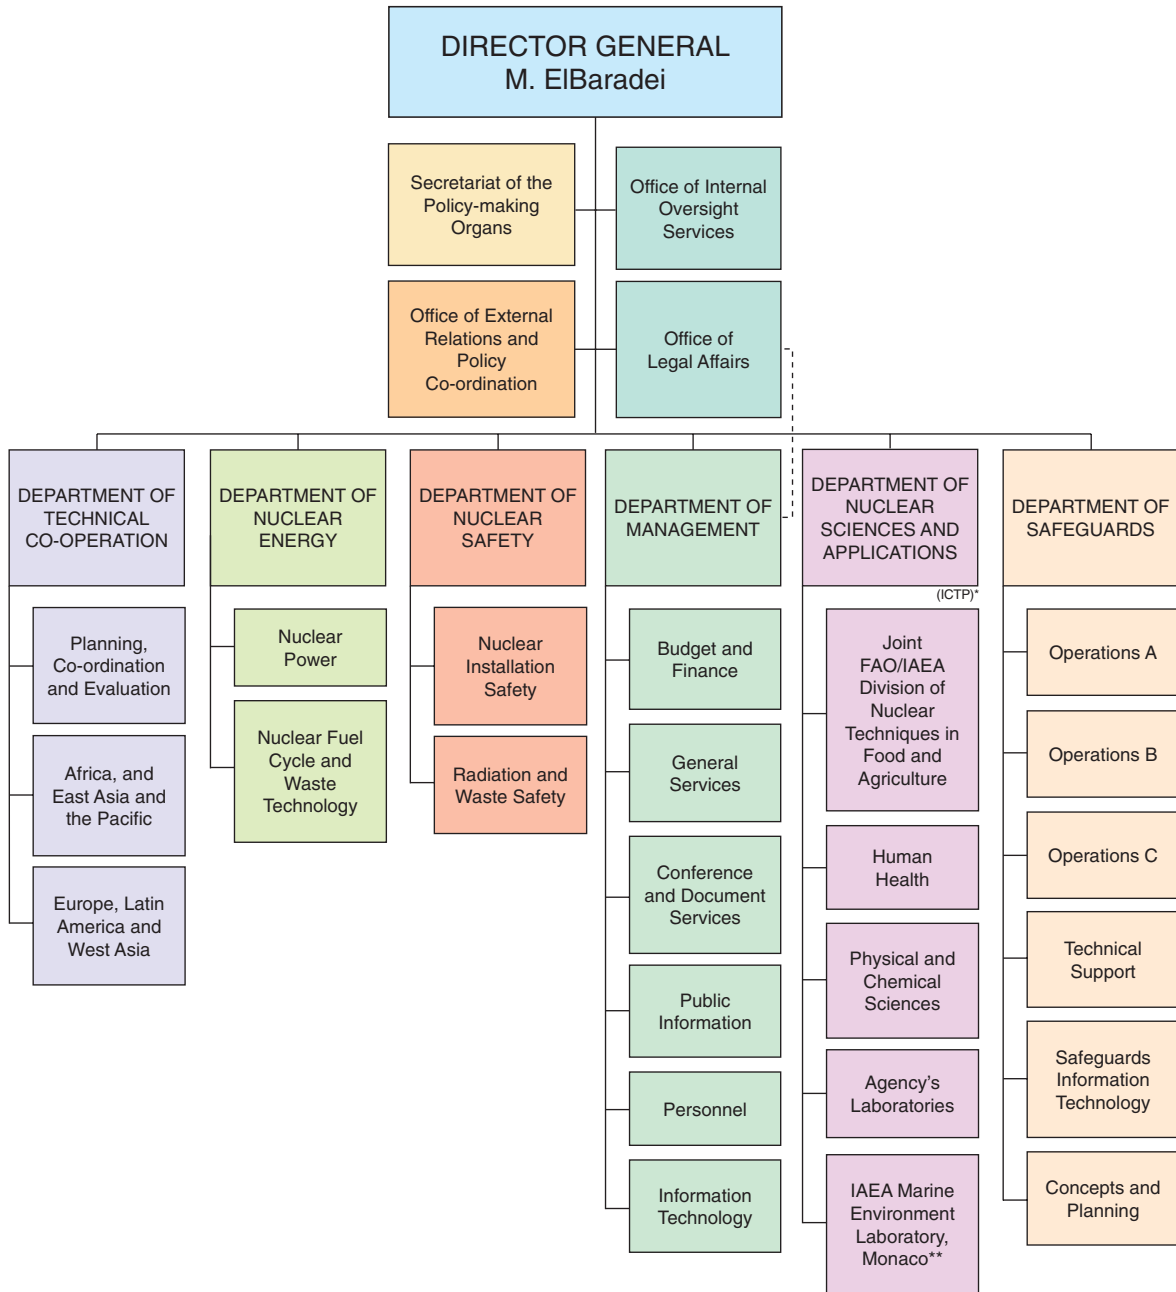 DIRECTOR GENERAL
M. ElBaradei
Secretariat of the
Policy-making
Organs
Office of Internal
Oversight
Services
Office of External
Relations and
Policy
Co-ordination
Office of
Legal Affairs
DEPARTMENT OF
TECHNICAL
CO-OPERATION
Planning,
Co-ordination
and Evaluation
Africa, and
East Asia and
the Pacific
Europe, Latin
America and
West Asia
DEPARTMENT OF
NUCLEAR
ENERGY
Nuclear
Power
Nuclear Fuel
Cycle and
Waste
Technology
DEPARTMENT OF
NUCLEAR
SAFETY
Nuclear
Installation
Safety
Radiation and
Waste Safety
DEPARTMENT OF
MANAGEMENT
Budget and
Finance
General
Services
Conference
and Document
Services
Public
Information
Personnel
Information
Technology
DEPARTMENT OF
NUCLEAR
SCIENCES AND
APPLICATIONS
(ICTP)*
Joint
FAO/IAEA
Division of
Nuclear
Techniques in
Food and
Agriculture
Human
Health
Physical and
Chemical
Sciences
Agency's
Laboratories
IAEA Marine
Environment
Laboratory,
Monaco**
DEPARTMENT OF
SAFEGUARDS
Operations A
Operations B
Operations C
Technical
Support
Safeguards
Information
Technology
Concepts and
Planning